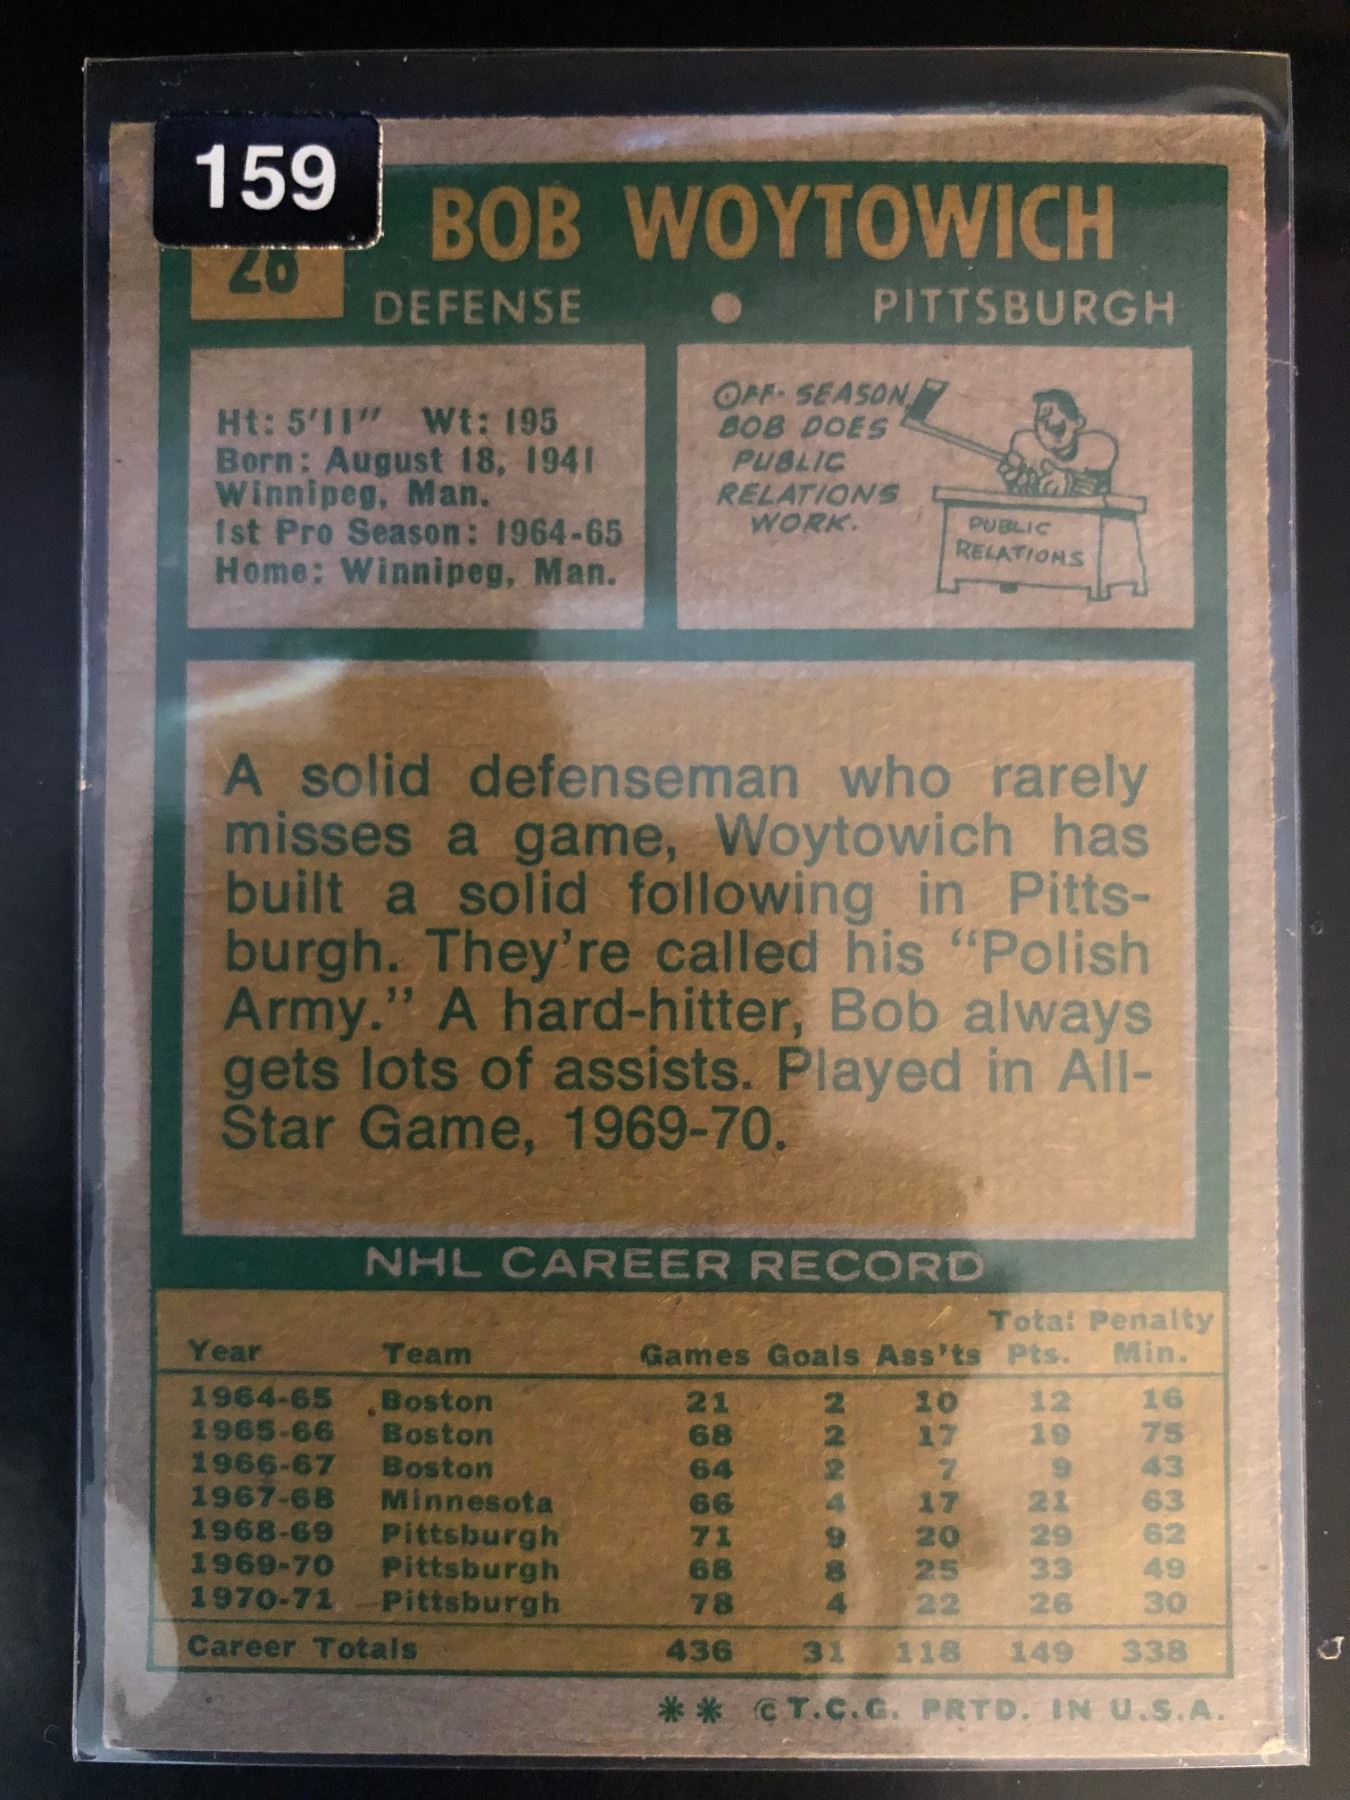 159
BOB WOYTOWICH
28
DEFENSE • PITTSBURGH
Ht: 5'11" Wt: 195
Born: August 18, 1941
Winnipeg, Man.
1st Pro Season: 1964-65
Home: Winnipeg, Man.
OFF-SEASON,
BOB DOES
PUBLIC
RELATIONS
WORK.
PUBLIC
RELATIONS
A solid defenseman who rarely
misses a game, Woytowich has
built a solid following in Pitts-
burgh. They're called his "Polish
Army." A hard-hitter, Bob always
gets lots of assists. Played in All-
Star Game, 1969-70.
NHL CAREER RECORD
Total Penalty
Year Team Games Goals Ass'ts Pts. Min.
1964-65 Boston 21 2 10 12 16
1965-66 Boston 68 2 17 19 75
1966-67 Boston 64 2 7 9 43
1967-68 Minnesota 66 4 17 21 63
1968-69 Pittsburgh 71 9 20 29 62
1969-70 Pittsburgh 68 8 25 33 49
1970-71 Pittsburgh 78 4 22 26 30
Career Totals 436 31 118 149 338
** © T.C.G. PRTD. IN U.S.A.